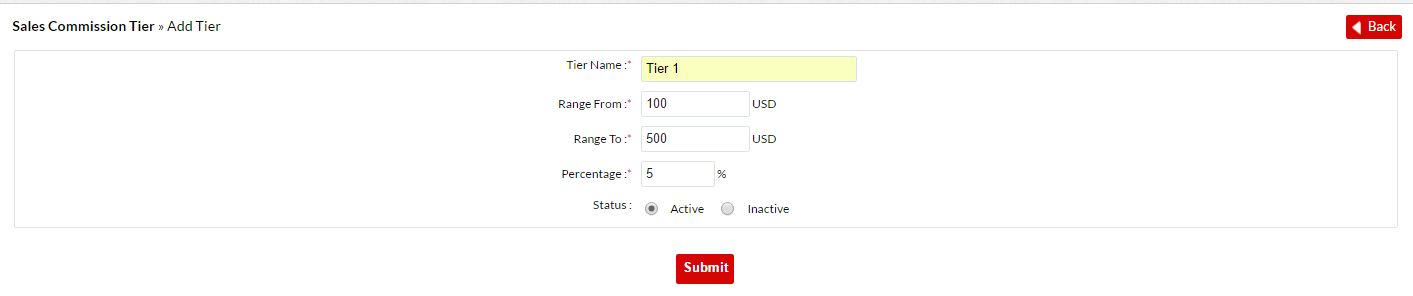 Sales Commission Tier » Add Tier
Back
Tier Name :* Tier 1
Range From :* 100 USD
Range To :* 500 USD
Percentage :* 5 %
Status : Active Inactive
Submit